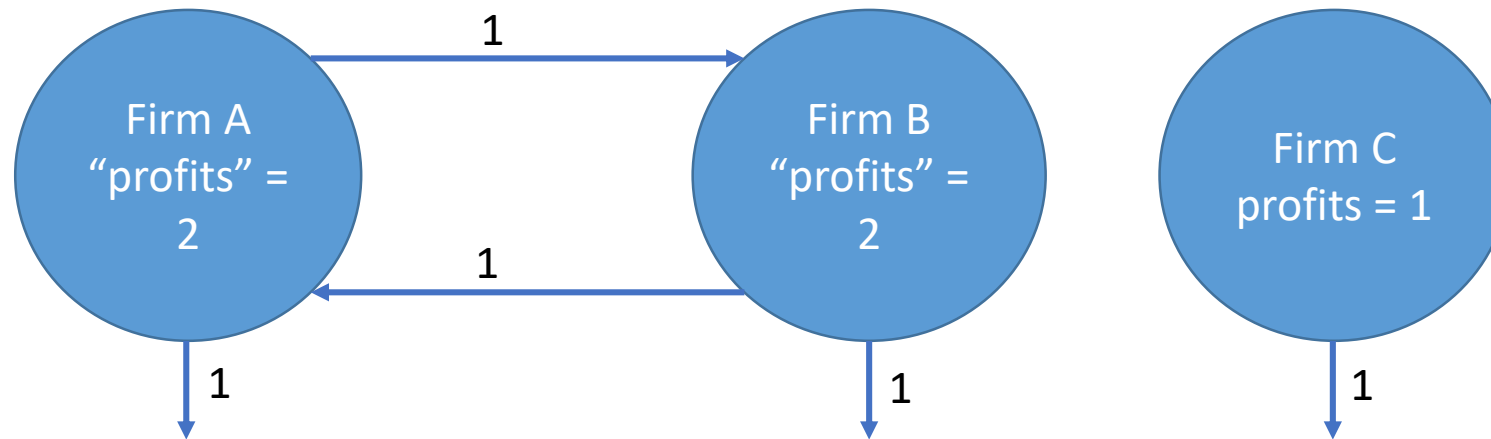 1
Firm A
“profits” =
2
Firm B
“profits” =
2
Firm C
profits = 1
1
1
1
1